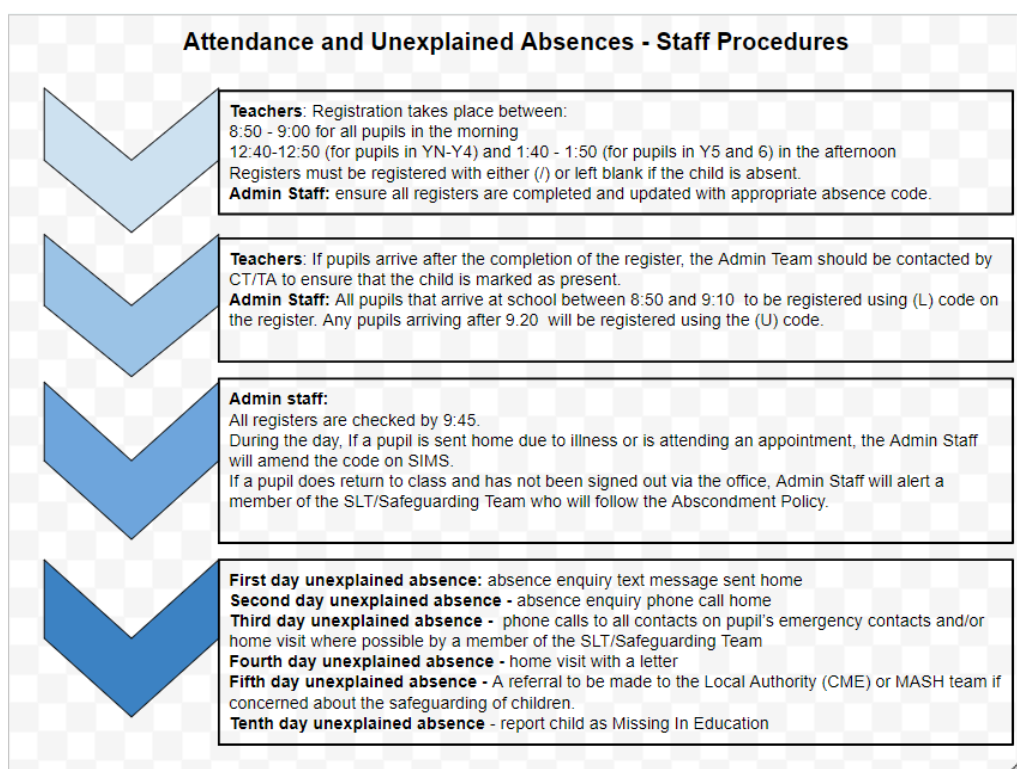 Attendance and Unexplained Absences - Staff Procedures
Teachers: Registration takes place between:
8:50 - 9:00 for all pupils in the morning
12:40-12:50 (for pupils in YN-Y4) and 1:40 - 1:50 (for pupils in Y5 and 6) in the afternoon
Registers must be registered with either (/) or left blank if the child is absent.
Admin Staff: ensure all registers are completed and updated with appropriate absence code.
Teachers: If pupils arrive after the completion of the register, the Admin Team should be contacted by
CT/TA to ensure that the child is marked as present.
Admin Staff: All pupils that arrive at school between 8:50 and 9:10 to be registered using (L) code on
the register. Any pupils arriving after 9.20 will be registered using the (U) code.
Admin staff:
All registers are checked by 9:45.
During the day, If a pupil is sent home due to illness or is attending an appointment, the Admin Staff
will amend the code on SIMS.
If a pupil does return to class and has not been signed out via the office, Admin Staff will alert a
member of the SLT/Safeguarding Team who will follow the Abscondment Policy.
First day unexplained absence: absence enquiry text message sent home
Second day unexplained absence - absence enquiry phone call home
Third day unexplained absence - phone calls to all contacts on pupil's emergency contacts and/or
home visit where possible by a member of the SLT/Safeguarding Team
Fourth day unexplained absence - home visit with a letter
Fifth day unexplained absence - A referral to be made to the Local Authority (CME) or MASH team if
concerned about the safeguarding of children.
Tenth day unexplained absence - report child as Missing In Education